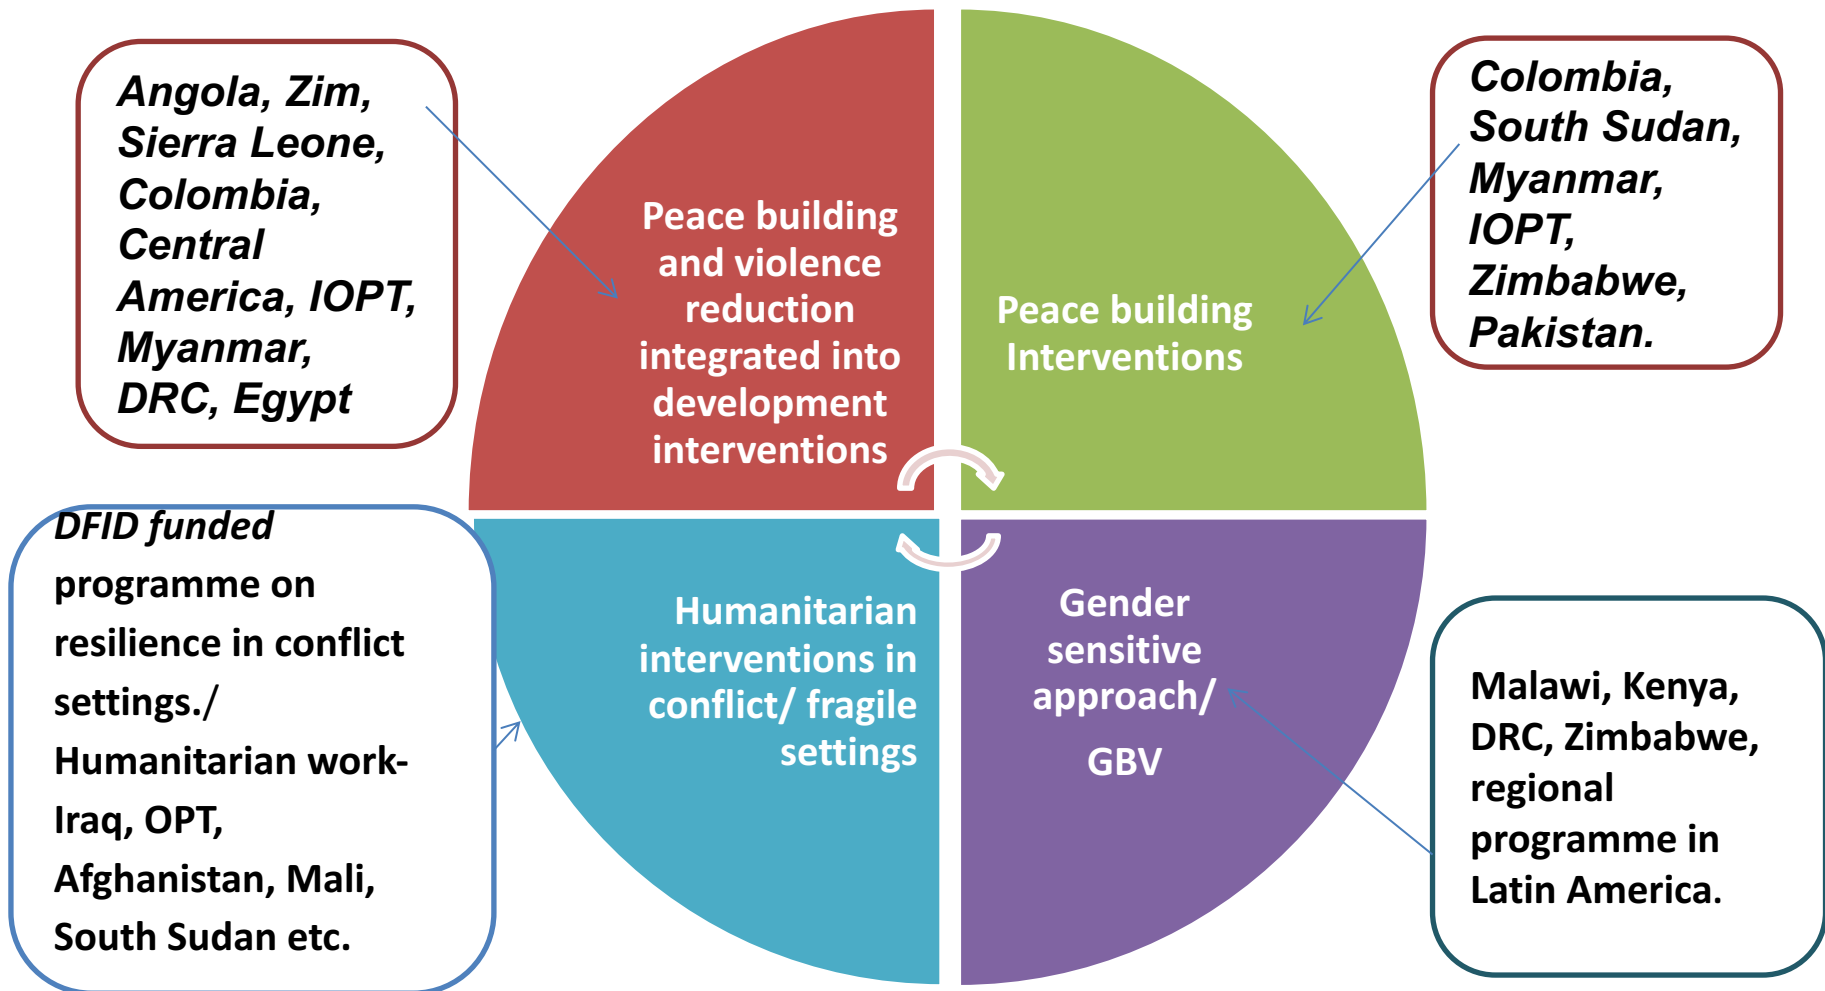 Angola, Zim,
Sierra Leone,
Colombia,
Central
America, IOPT,
Myanmar,
DRC, Egypt
Peace building
and violence
reduction
integrated into
development
interventions
Peace building
Interventions
Colombia,
South Sudan,
Myanmar,
IOPT,
Zimbabwe,
Pakistan.
DFID funded
programme on
resilience in conflict
settings./
Humanitarian work-
Iraq, OPT,
Afghanistan, Mali,
South Sudan etc.
Humanitarian
interventions in
conflict/ fragile
settings
Gender
sensitive
approach/
GBV
Malawi, Kenya,
DRC, Zimbabwe,
regional
programme in
Latin America.